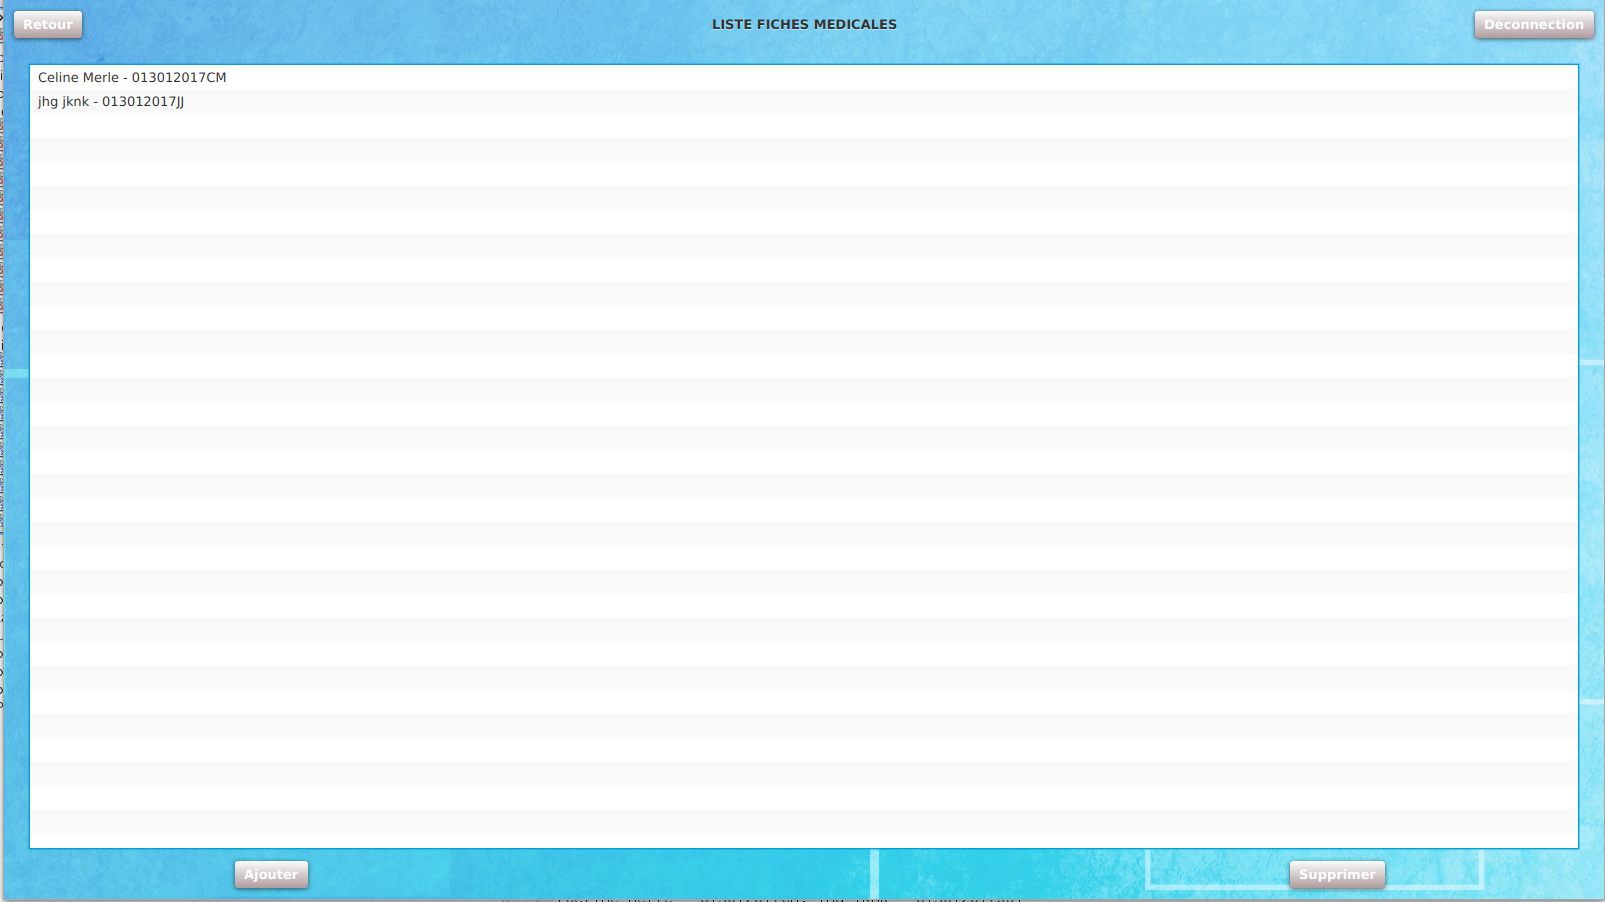 Retour
LISTE FICHES MEDICALES
Deconnection
Celine Merle - 013012017CM
jhg jknk - 013012017JJ
Ajouter
Supprimer